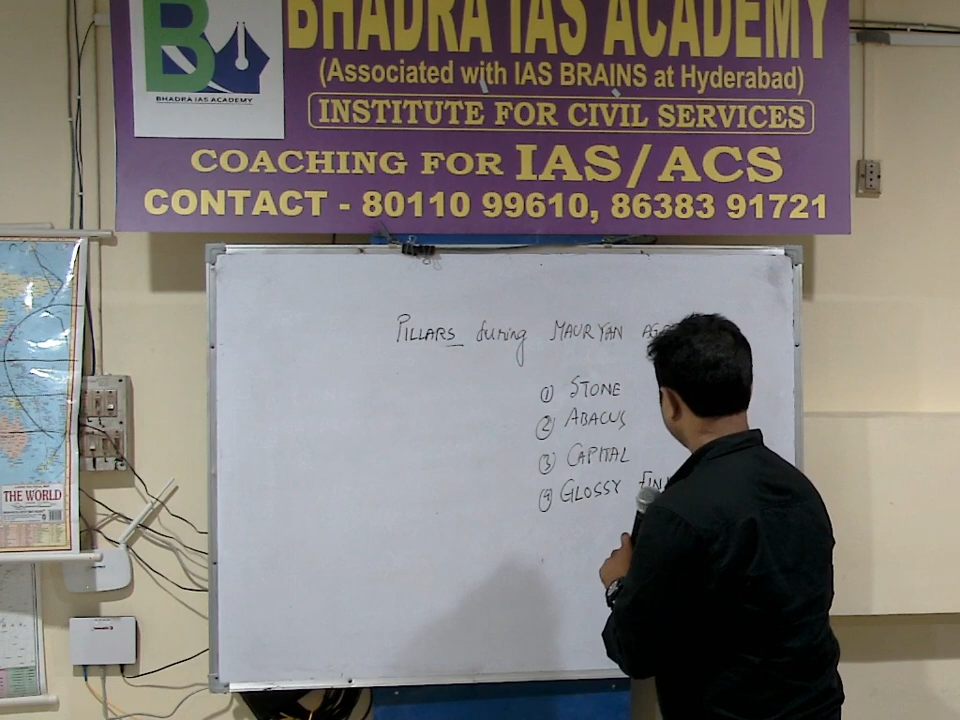 BHADRA IAS ACADEMY
BHADRA IAS ACADEMY
(Associated with IAS BRAINS at Hyderabad)
INSTITUTE FOR CIVIL SERVICES
COACHING FOR IAS/ACS
CONTACT - 80110 99610, 86383 91721
PILLARS during MAURYAN
① STONE
② ABACUS
③ CAPITAL
④ GLOSSY
THE WORLD